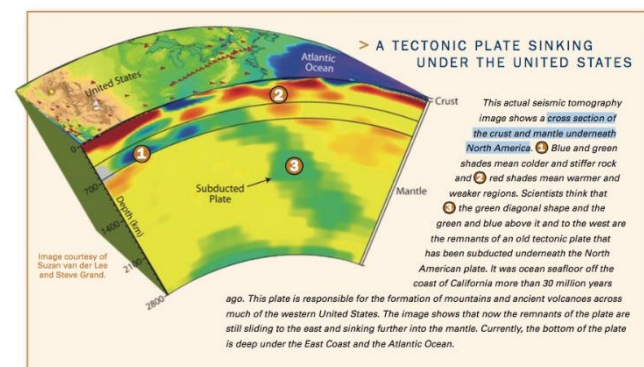 > A TECTONIC PLATE SINKING
UNDER THE UNITED STATES
United States
Atlantic
Ocean
Crust
Mantle
0
700
1400
2100
2800
Depth (km)
1
2
3
Subducted
Plate
Image courtesy of
Suzan van der Lee
and Steve Grand.
This actual seismic tomography
image shows a cross section of
the crust and mantle underneath
North America. 1 Blue and green
shades mean colder and stiffer rock
and 2 red shades mean warmer and
weaker regions. Scientists think that
3 the green diagonal shape and the
green and blue above it and to the west are
the remnants of an old tectonic plate that
has been subducted underneath the North
American plate. It was ocean seafloor off the
coast of California more than 30 million years
ago. This plate is responsible for the formation of mountains and ancient volcanoes across
much of the western United States. The image shows that now the remnants of the plate are
still sliding to the east and sinking further into the mantle. Currently, the bottom of the plate
is deep under the East Coast and the Atlantic Ocean.